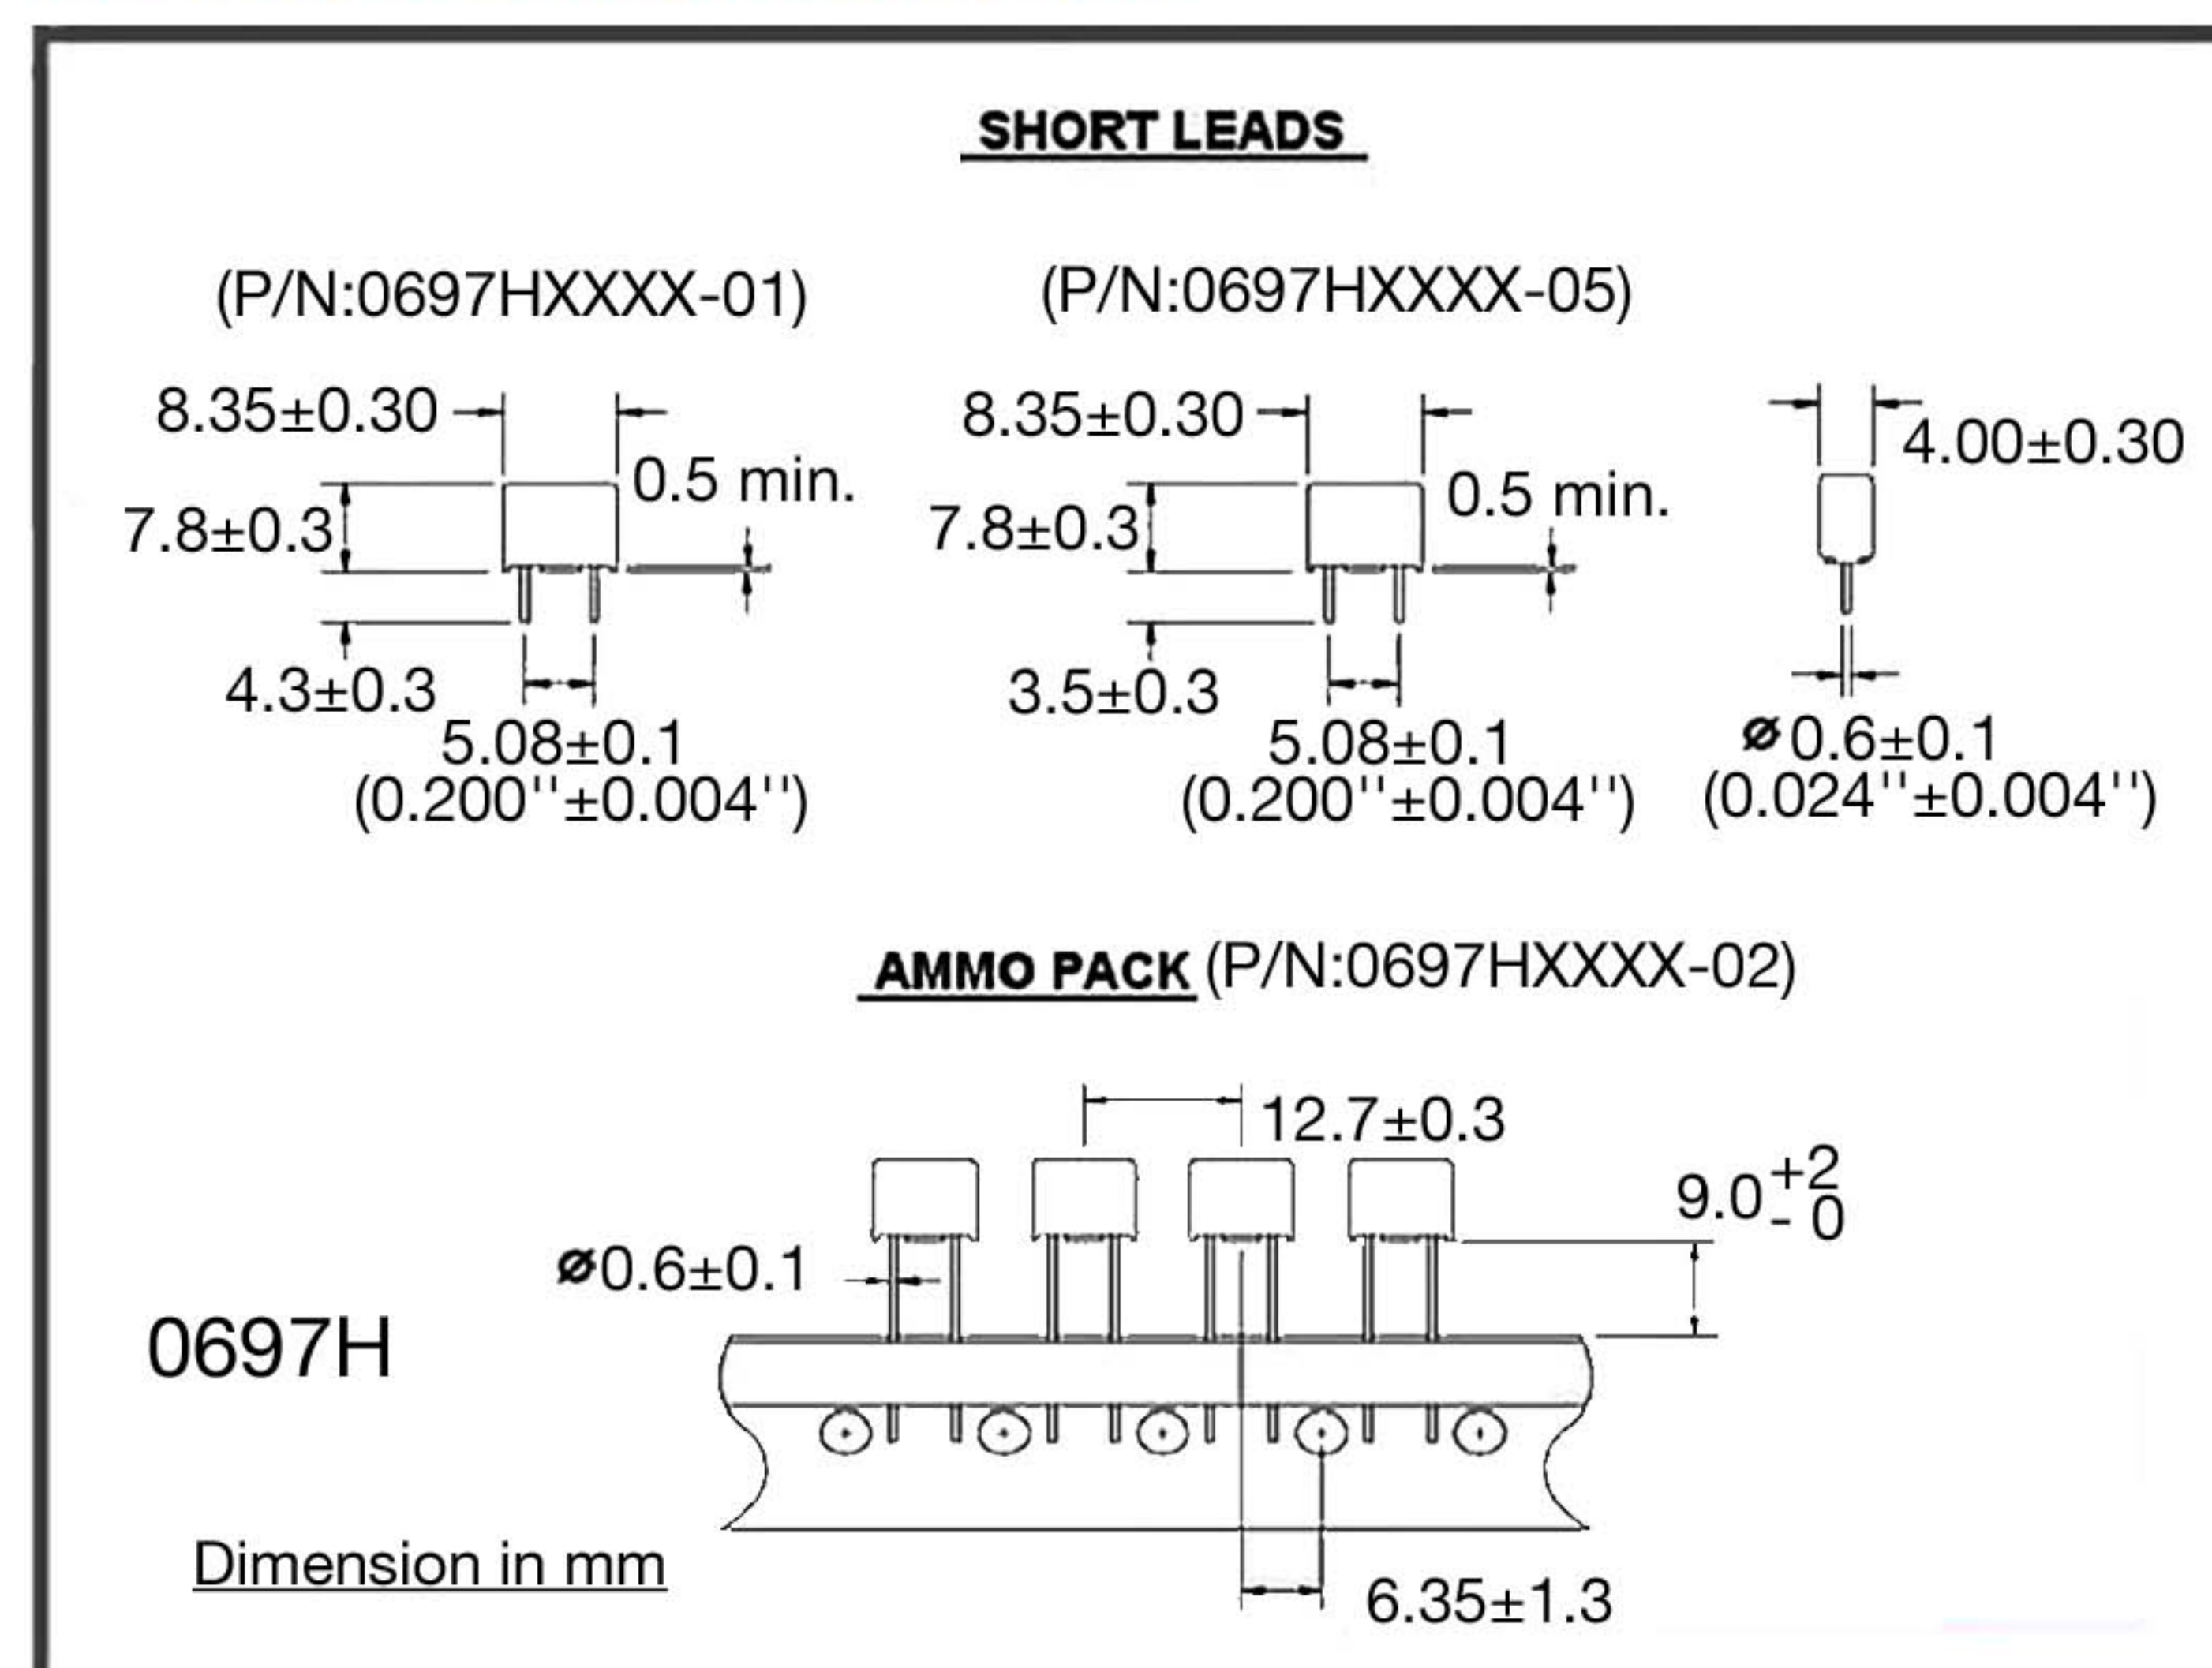 SHORT LEADS
(P/N:0697HXXXX-01)
(P/N:0697HXXXX-05)
8.35±0.30
0.5 min.
7.8±0.3
4.3±0.3
5.08±0.1
(0.200''±0.004'')
8.35±0.30
0.5 min.
7.8±0.3
3.5±0.3
5.08±0.1
(0.200''±0.004'')
4.00±0.30
ø0.6±0.1
(0.024''±0.004'')
AMMO PACK (P/N:0697HXXXX-02)
12.7±0.3
9.0 +2
- 0
ø0.6±0.1
0697H
Dimension in mm
6.35±1.3